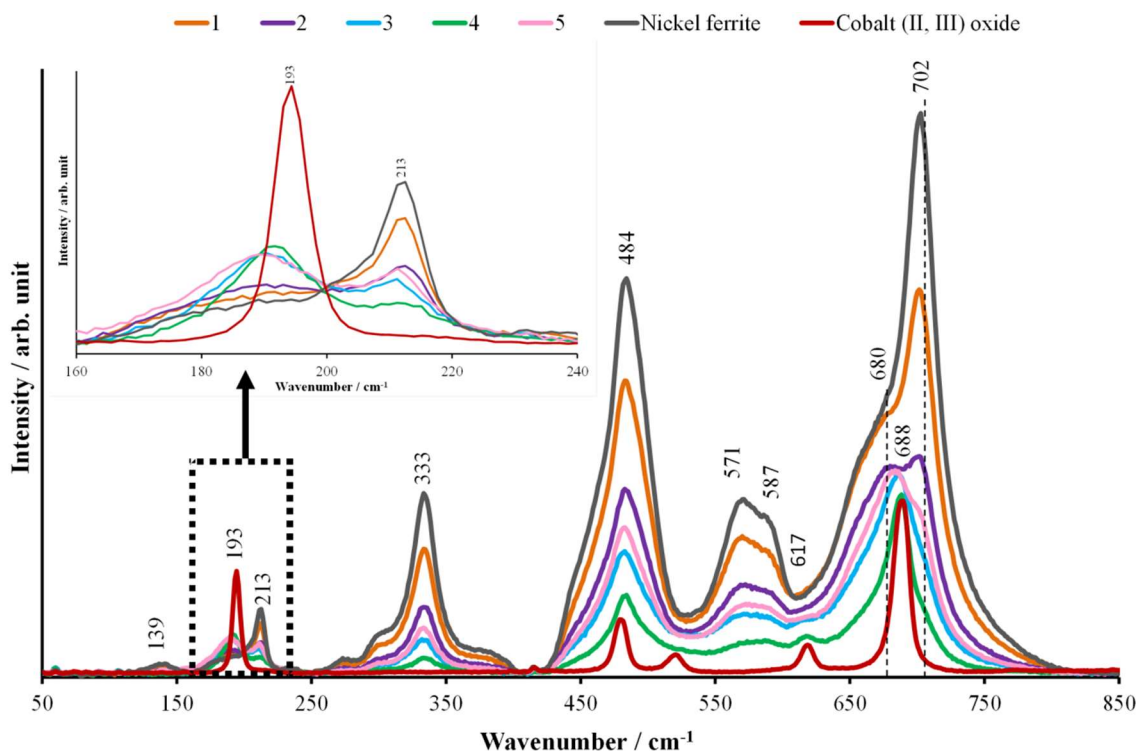 1 2 3 4 5 Nickel ferrite Cobalt (II, III) oxide
Intensity / arb. unit
193
213
160 180 200 220 240
Wavenumber / cm⁻¹
Intensity / arb. unit
139
193
213
333
484
571
587
617
680
688
702
50 150 250 350 450 550 650 750 850
Wavenumber / cm⁻¹